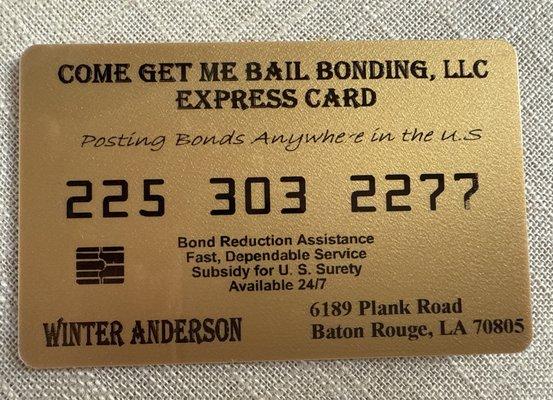 COME GET ME BAIL BONDING, LLC
EXPRESS CARD
Posting Bonds Anywhere in the U.S
225 303 2277
Bond Reduction Assistance
Fast, Dependable Service
Subsidy for U. S. Surety
Available 24/7
WINTER ANDERSON
6189 Plank Road
Baton Rouge, LA 70805